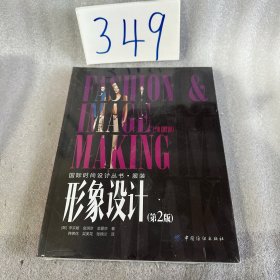 349
FASHION &
IMAGE
MAKING
国际时尚设计丛书·服装
形象设计
(第2版)
中国纺织出版社